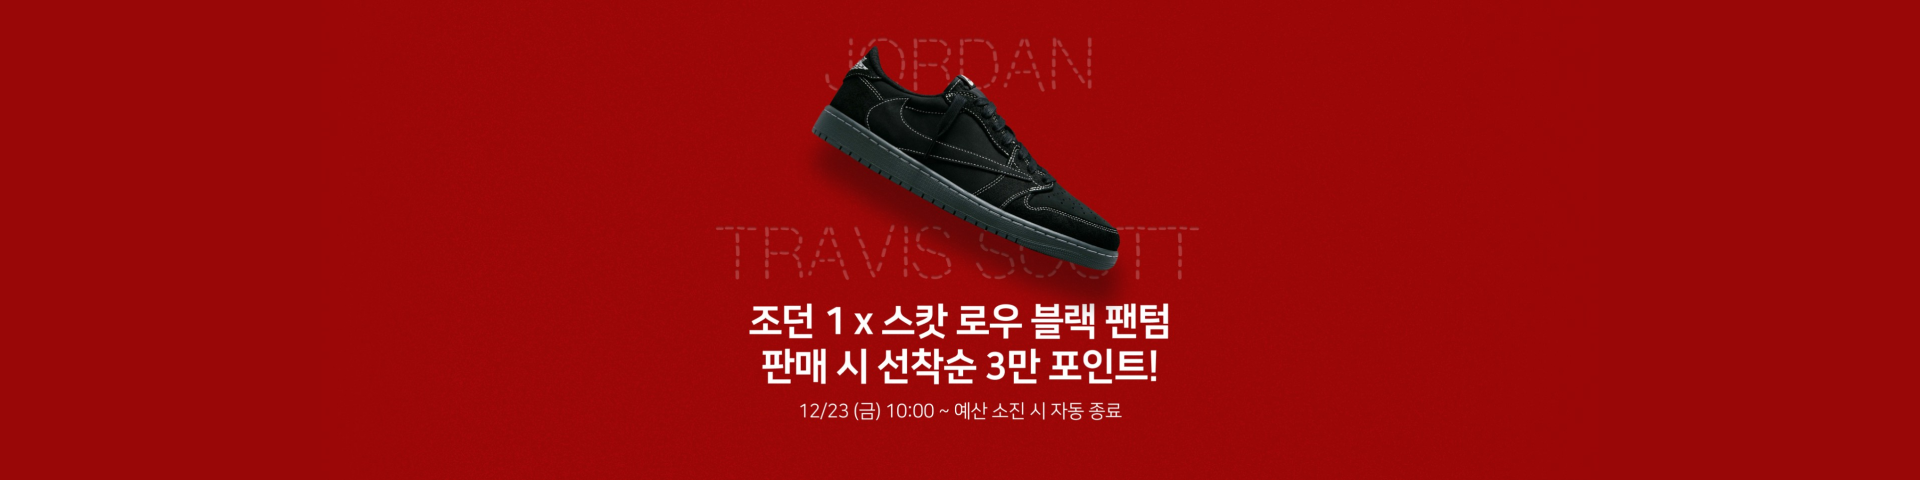 JORDAN
TRAVIS SCOTT
조던 1 x 스캇 로우 블랙 팬텀
판매 시 선착순 3만 포인트!
12/23 (금) 10:00 ~ 예산 소진 시 자동 종료